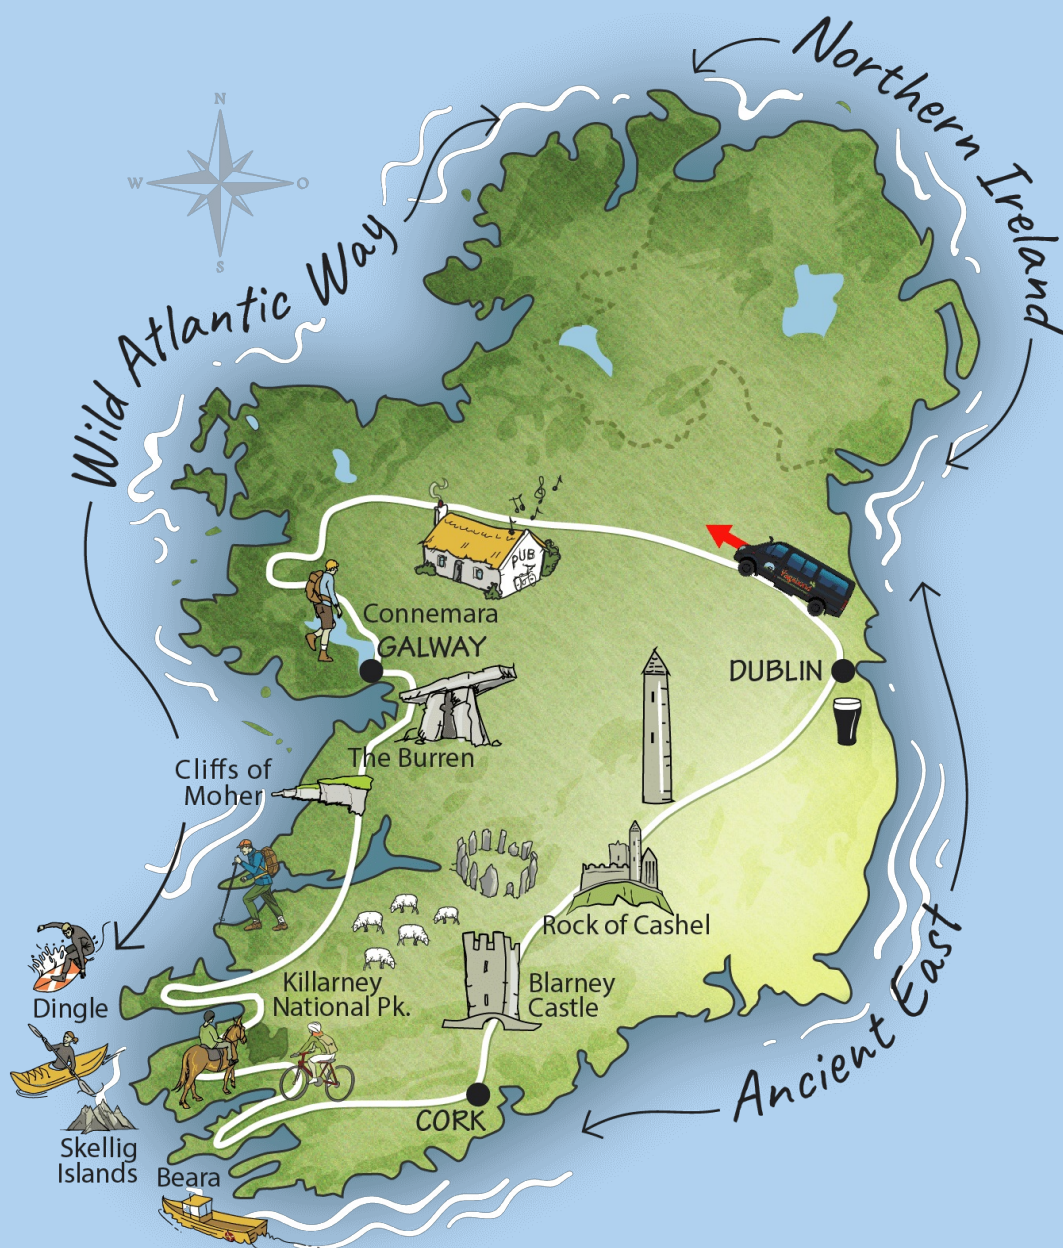 Northern Ireland
N
W
O
S
Wild Atlantic Way
PUB
Vagabond
Connemara
GALWAY
DUBLIN
The Burren
Cliffs of
Moher
Rock of Cashel
Killarney
National Pk.
Blarney
Castle
Dingle
Ancient East
CORK
Skellig
Islands
Beara